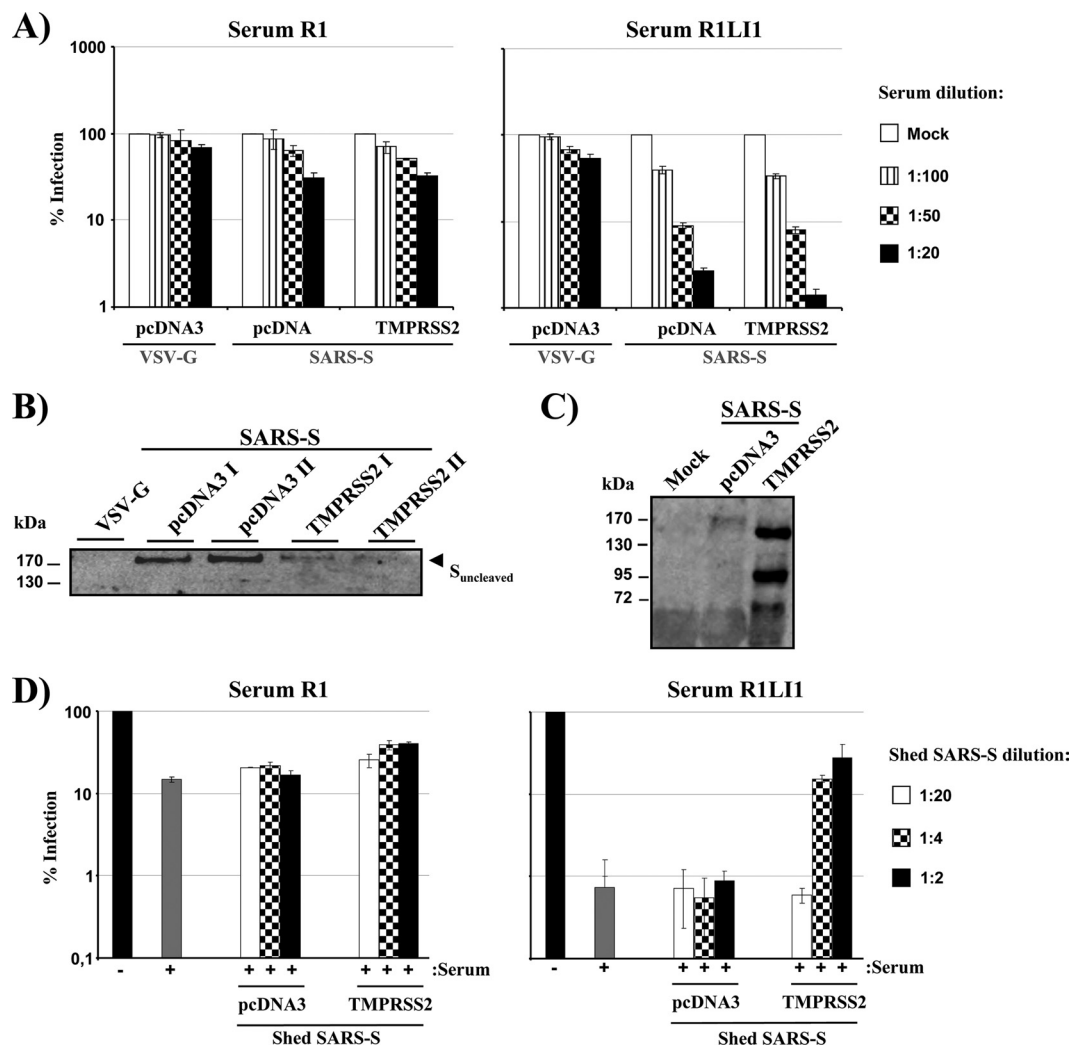 A)
Serum R1
Serum R1LI1
1000
100
10
1
% Infection
pcDNA3
pcDNA
TMPRSS2
VSV-G
SARS-S
pcDNA3
pcDNA
TMPRSS2
VSV-G
SARS-S
Serum dilution:
Mock
1:100
1:50
1:20
B)
SARS-S
VSV-G
pcDNA3 I
pcDNA3 II
TMPRSS2 I
TMPRSS2 II
kDa
170
130
Suncleaved
C)
SARS-S
Mock
pcDNA3
TMPRSS2
kDa
170
130
95
72
D)
Serum R1
Serum R1LI1
100
10
1
0,1
% Infection
- + + + + + + + :Serum
pcDNA3
TMPRSS2
Shed SARS-S
- + + + + + + + :Serum
pcDNA3
TMPRSS2
Shed SARS-S
Shed SARS-S dilution:
1:20
1:4
1:2